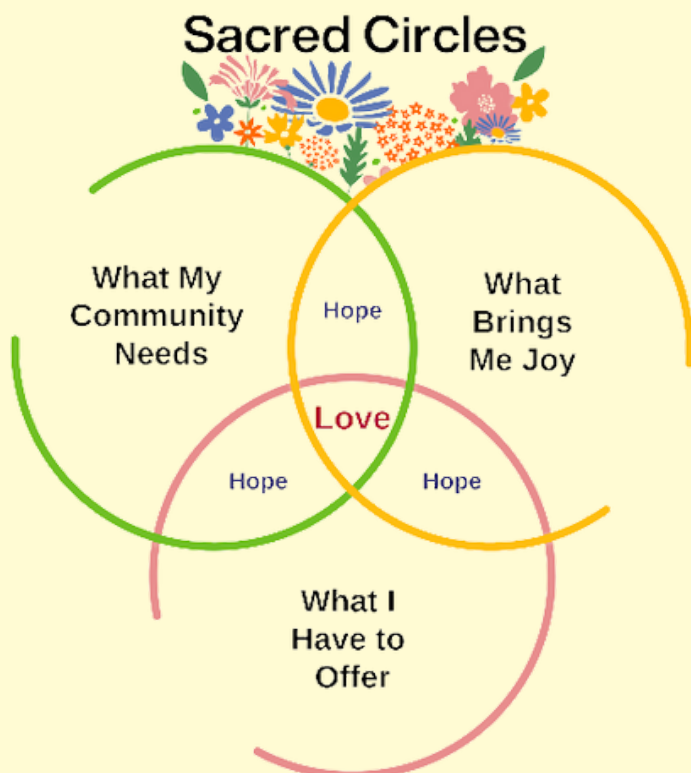 Sacred Circles
What My
Community
Needs
Hope
What
Brings
Me Joy
Love
Hope
Hope
What I
Have to
Offer